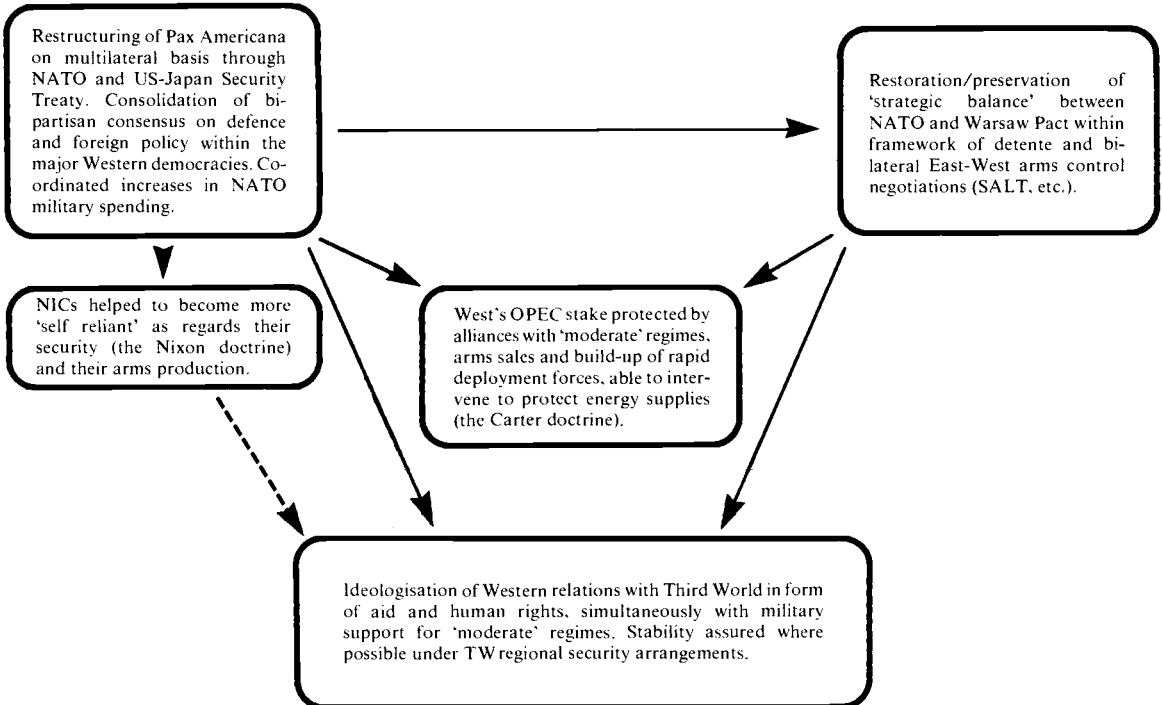 Restructuring of Pax Americana
on multilateral basis through
NATO and US-Japan Security
Treaty. Consolidation of bi-
partisan consensus on defence
and foreign policy within the
major Western democracies. Co-
ordinated increases in NATO
military spending.
Restoration/preservation of
‘strategic balance’ between
NATO and Warsaw Pact within
framework of detente and bi-
lateral East-West arms control
negotiations (SALT, etc.).
NICs helped to become more
‘self reliant’ as regards their
security (the Nixon doctrine)
and their arms production.
West's OPEC stake protected by
alliances with ‘moderate’ regimes,
arms sales and build-up of rapid
deployment forces, able to inter-
vene to protect energy supplies
(the Carter doctrine).
Ideologisation of Western relations with Third World in form
of aid and human rights, simultaneously with military
support for ‘moderate’ regimes. Stability assured where
possible under TW regional security arrangements.